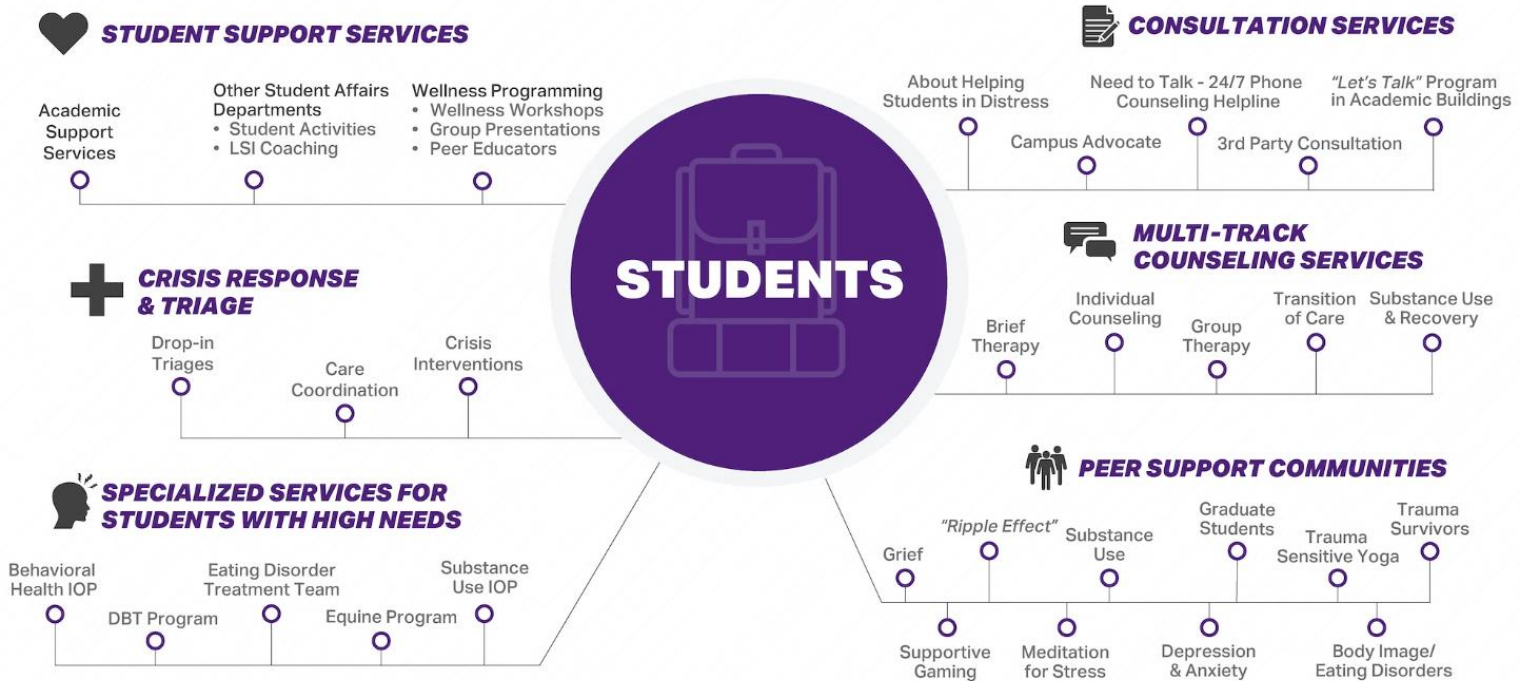 STUDENT SUPPORT SERVICES
Academic
Support
Services
Other Student Affairs
Departments
• Student Activities
• LSI Coaching
Wellness Programming
• Wellness Workshops
• Group Presentations
• Peer Educators
CRISIS RESPONSE
& TRIAGE
Drop-in
Triages
Care
Coordination
Crisis
Interventions
SPECIALIZED SERVICES FOR
STUDENTS WITH HIGH NEEDS
Behavioral
Health IOP
DBT Program
Eating Disorder
Treatment Team
Equine Program
Substance
Use IOP
STUDENTS
CONSULTATION SERVICES
About Helping
Students in Distress
Campus Advocate
Need to Talk - 24/7 Phone
Counseling Helpline
3rd Party Consultation
"Let's Talk" Program
in Academic Buildings
MULTI-TRACK
COUNSELING SERVICES
Brief
Therapy
Individual
Counseling
Group
Therapy
Transition
of Care
Substance Use
& Recovery
PEER SUPPORT COMMUNITIES
Grief
"Ripple Effect"
Substance
Use
Graduate
Students
Trauma
Sensitive Yoga
Trauma
Survivors
Supportive
Gaming
Meditation
for Stress
Depression
& Anxiety
Body Image/
Eating Disorders